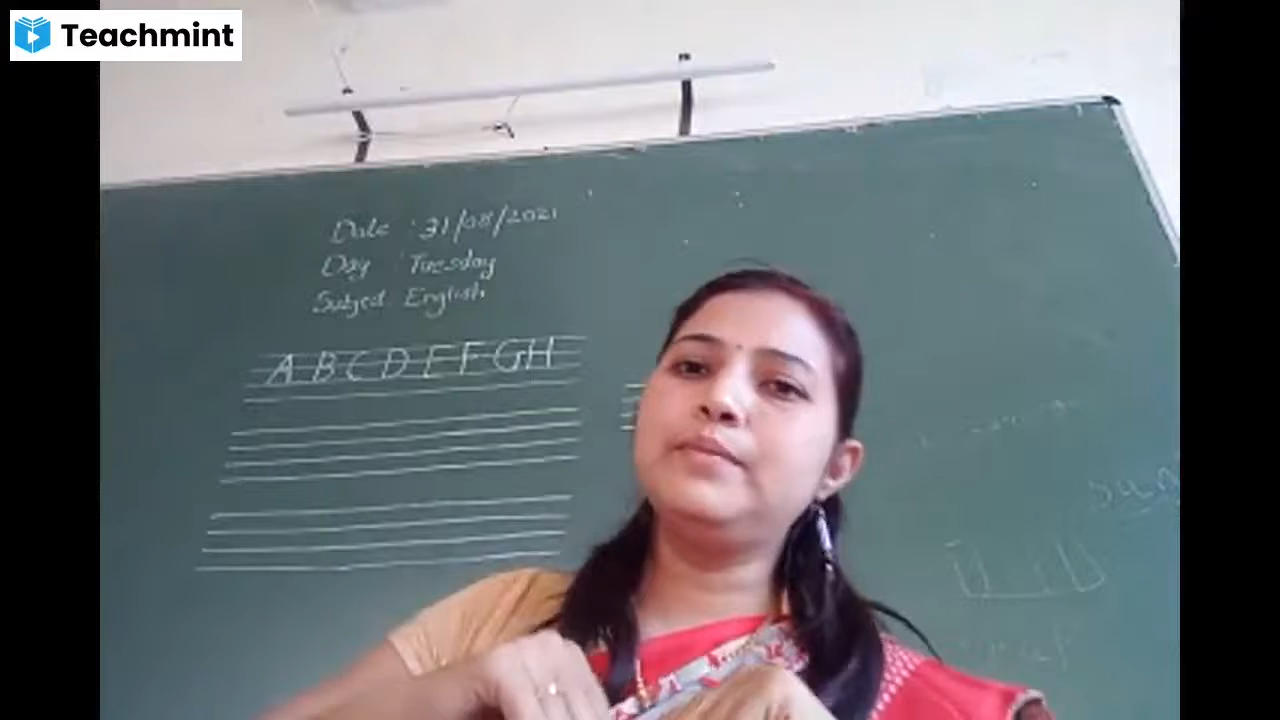 Teachmint
Date : 31/08/2021
Day : Tuesday
Subject English
A B C D E F G H